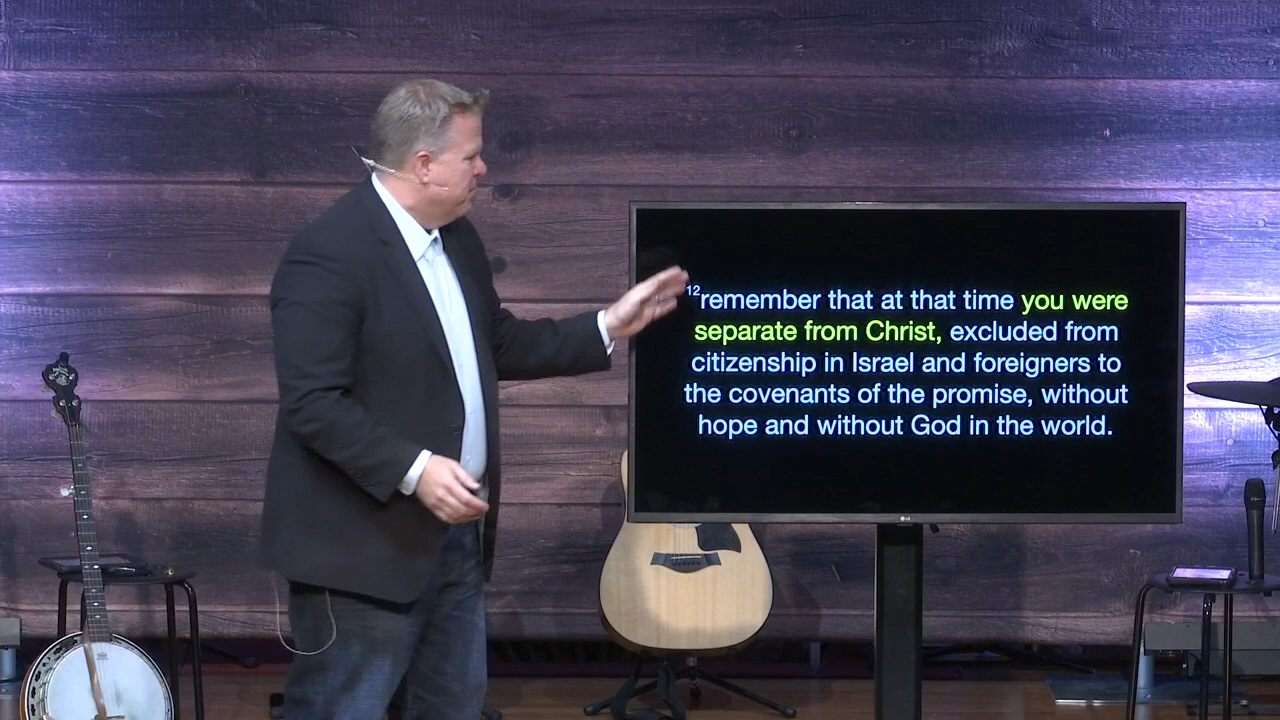 12remember that at that time you were
separate from Christ, excluded from
citizenship in Israel and foreigners to
the covenants of the promise, without
hope and without God in the world.
LG